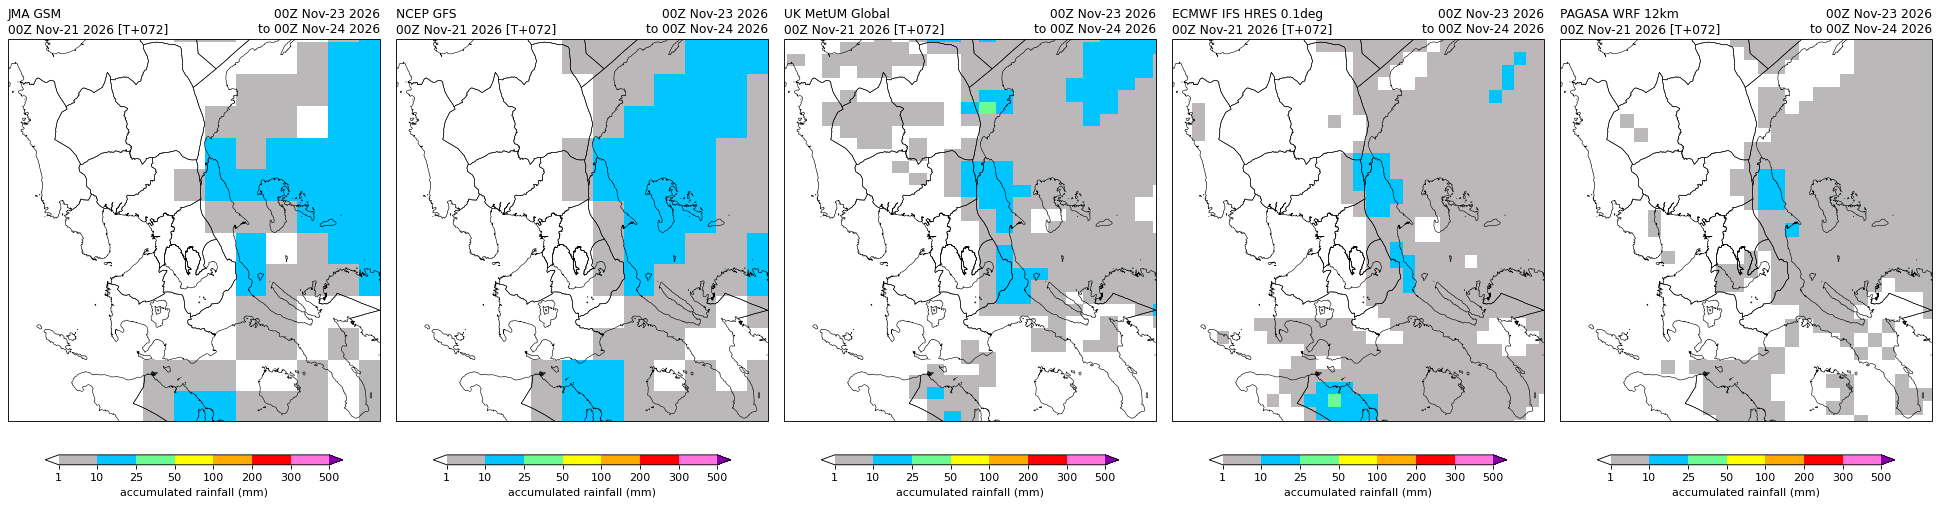 JMA GSM 00Z Nov-23 2026
00Z Nov-21 2026 [T+072] to 00Z Nov-24 2026
1 10 25 50 100 200 300 500
accumulated rainfall (mm)
NCEP GFS 00Z Nov-23 2026
00Z Nov-21 2026 [T+072] to 00Z Nov-24 2026
1 10 25 50 100 200 300 500
accumulated rainfall (mm)
UK MetUM Global 00Z Nov-23 2026
00Z Nov-21 2026 [T+072] to 00Z Nov-24 2026
1 10 25 50 100 200 300 500
accumulated rainfall (mm)
ECMWF IFS HRES 0.1deg 00Z Nov-23 2026
00Z Nov-21 2026 [T+072] to 00Z Nov-24 2026
1 10 25 50 100 200 300 500
accumulated rainfall (mm)
PAGASA WRF 12km 00Z Nov-23 2026
00Z Nov-21 2026 [T+072] to 00Z Nov-24 2026
1 10 25 50 100 200 300 500
accumulated rainfall (mm)